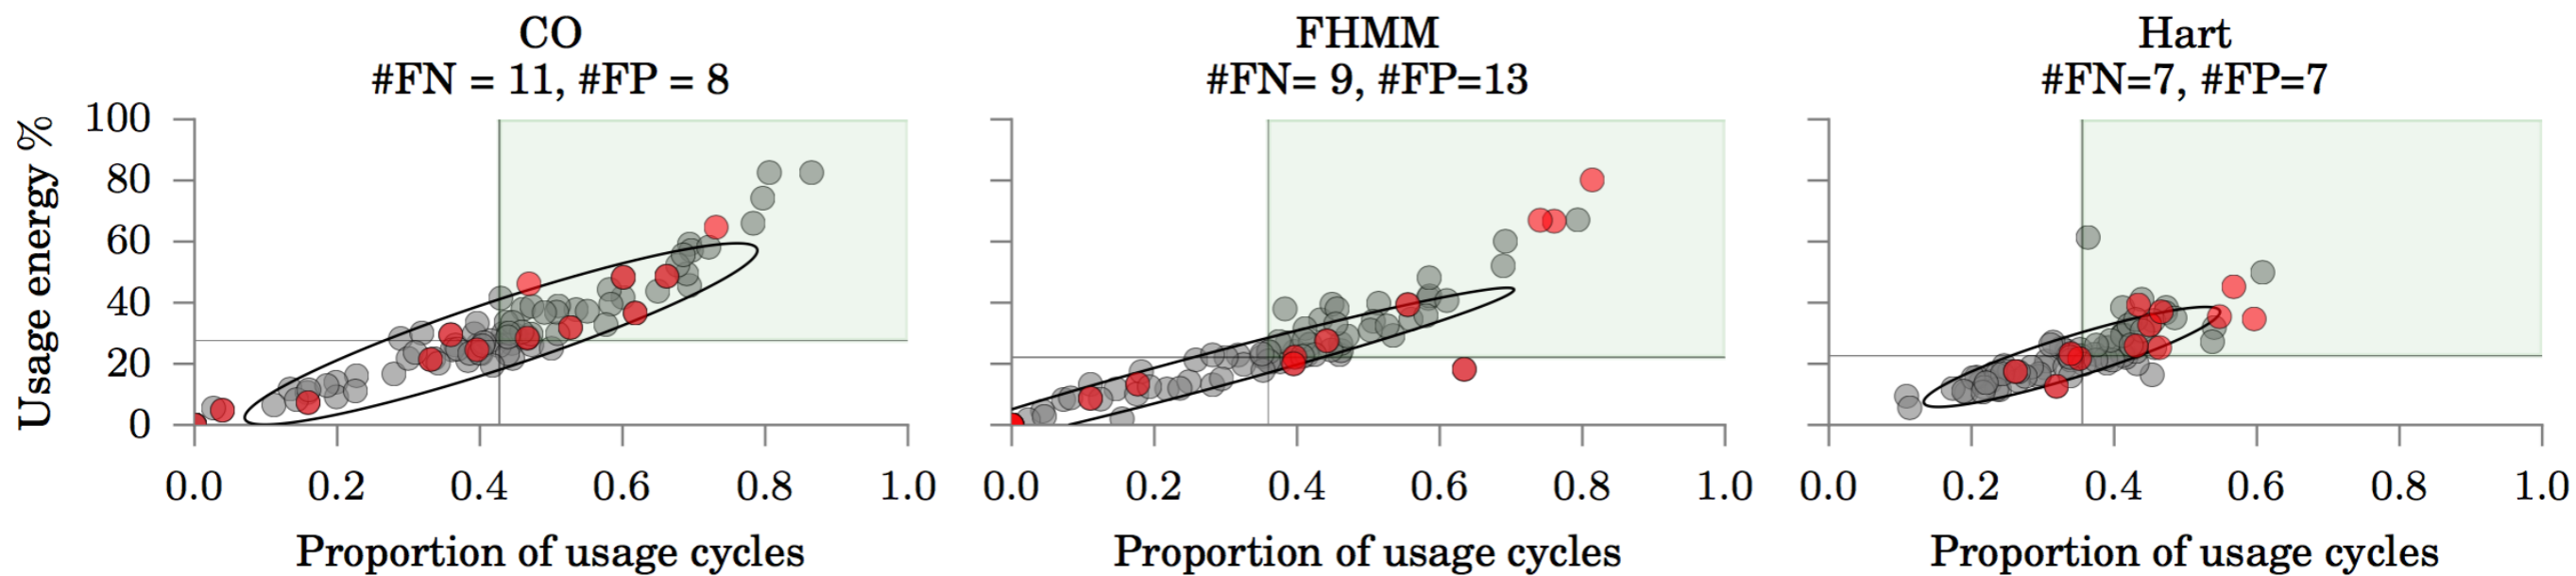 CO
#FN = 11, #FP = 8
FHMM
#FN= 9, #FP=13
Hart
#FN=7, #FP=7
Usage energy %
100
80
60
40
20
0
0.0 0.2 0.4 0.6 0.8 1.0
0.0 0.2 0.4 0.6 0.8 1.0
0.0 0.2 0.4 0.6 0.8 1.0
Proportion of usage cycles
Proportion of usage cycles
Proportion of usage cycles